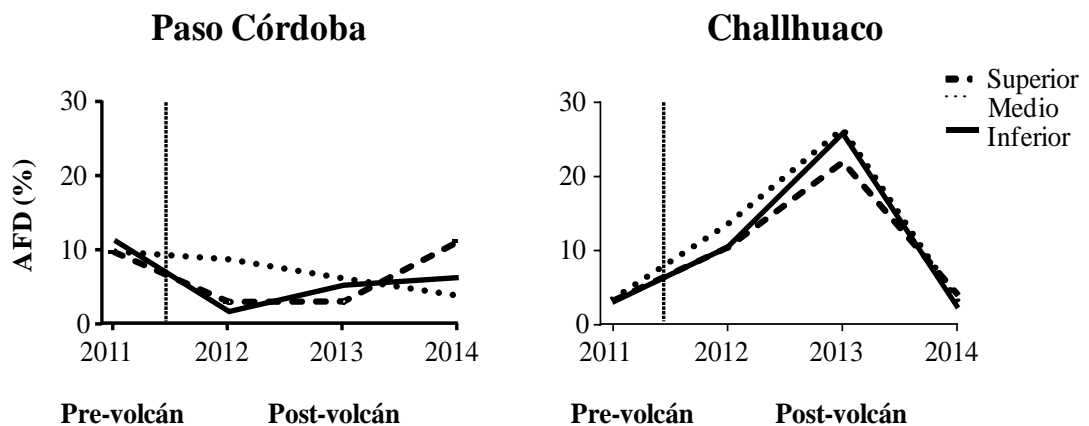 Paso Córdoba
AFD (%)
30
20
10
0
2011 2012 2013 2014
Pre-volcán Post-volcán
Challhuaco
30
20
10
0
2011 2012 2013 2014
Pre-volcán Post-volcán
Superior
Medio
Inferior